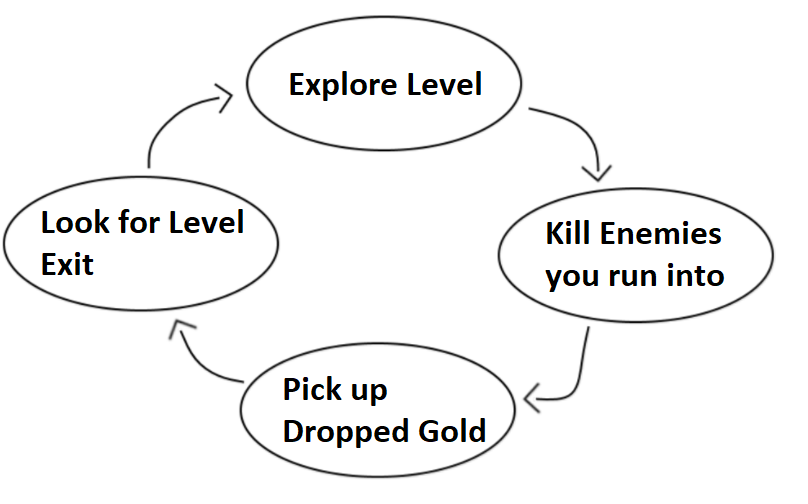 Explore Level
Kill Enemies
you run into
Pick up
Dropped Gold
Look for Level
Exit